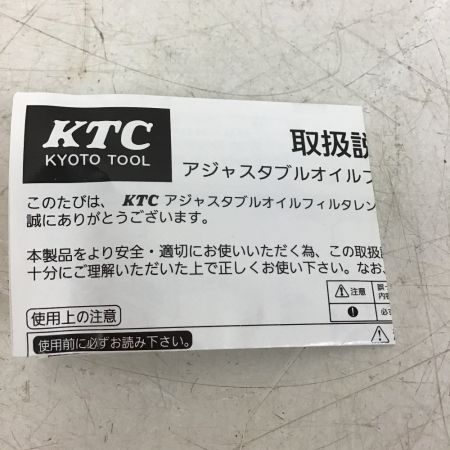 KTC
KYOTO TOOL
取扱説
アジャスタブルオイルフ
このたびは、 KTC アジャスタブルオイルフィルタレン
誠にありがとうございます。
本製品をより安全・適切にお使いいただく為、この取扱
十分にご理解いただいた上で正しくお使い下さい。なお、
注意
内容
必ず
使用上の注意
使用前に必ずお読み下さい。